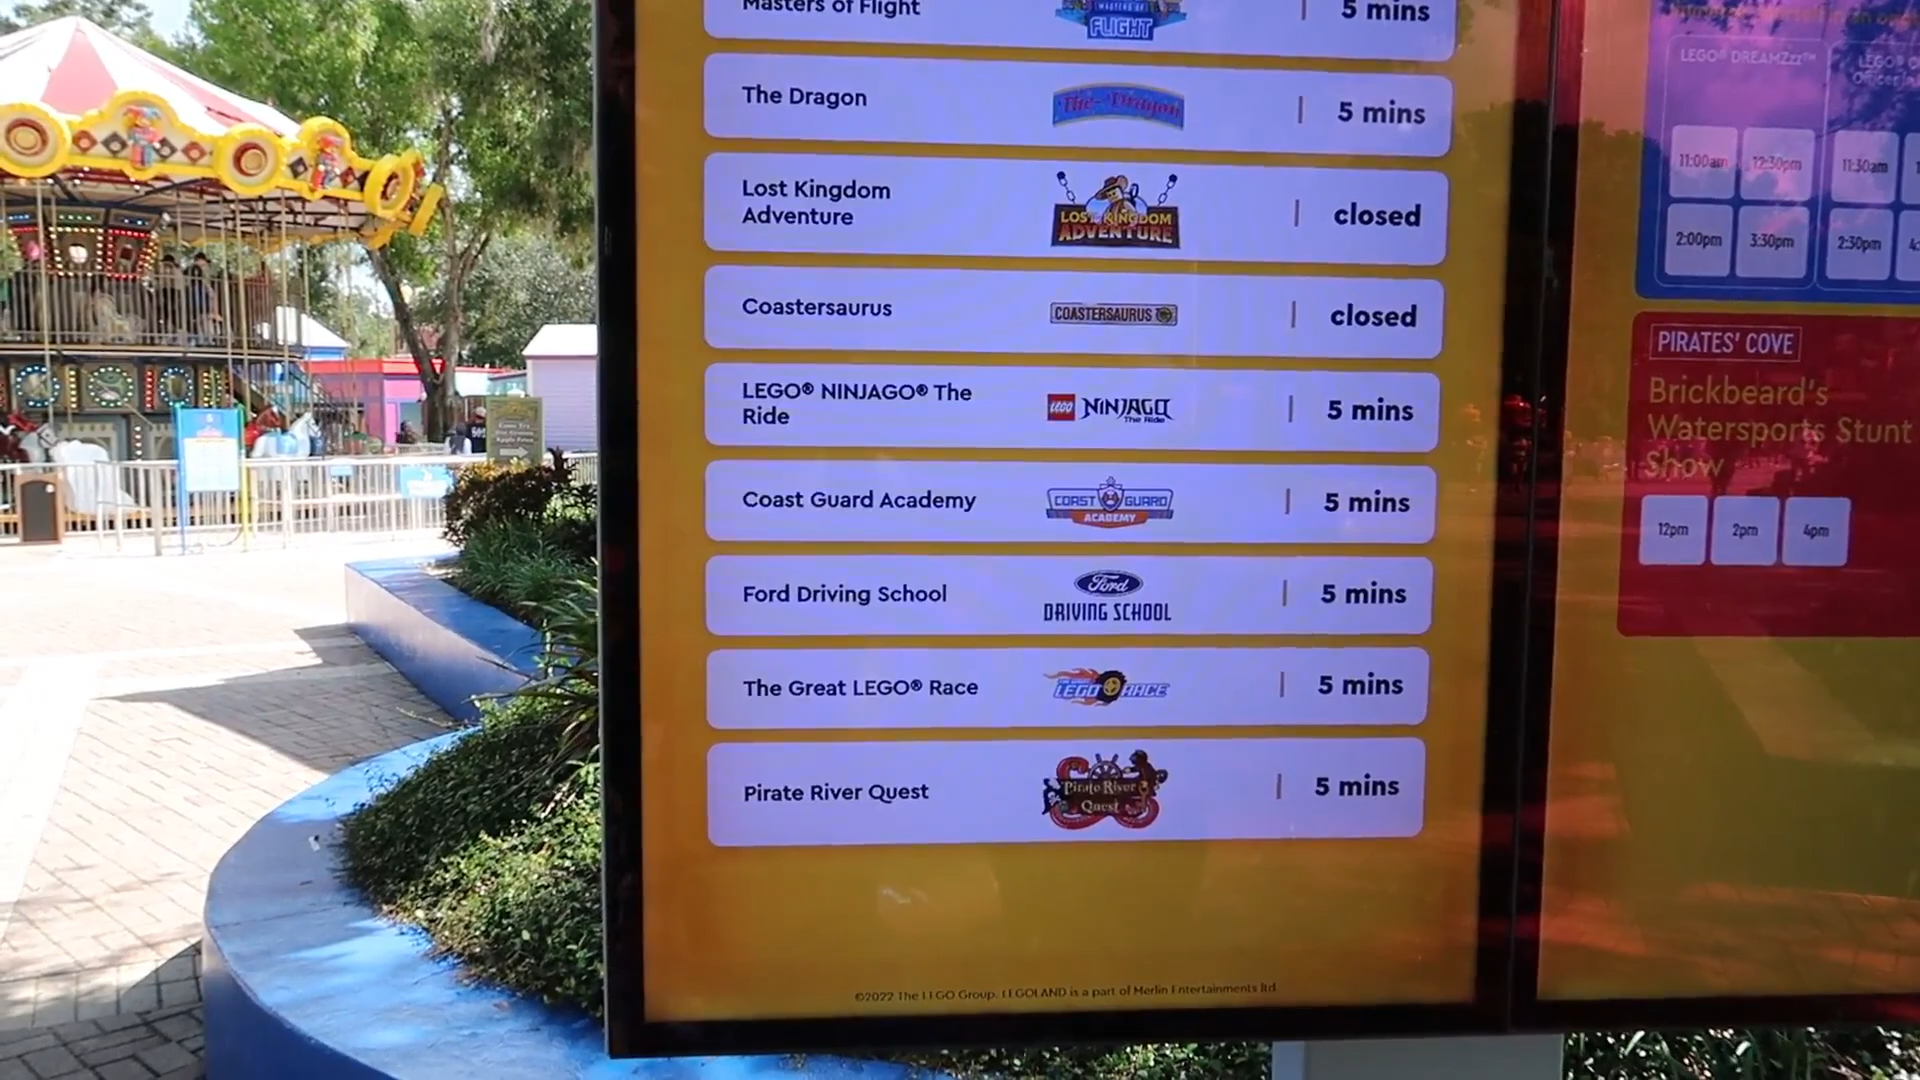 Masters of Flight
MASTERS OF
FLIGHT
5 mins
The Dragon
The Dragon
5 mins
Lost Kingdom
Adventure
LOST KINGDOM
ADVENTURE
closed
Coastersaurus
COASTERSAURUS
closed
LEGO® NINJAGO® The
Ride
LEGO NINJAGO
The Ride
5 mins
Coast Guard Academy
COAST GUARD
ACADEMY
5 mins
Ford Driving School
Ford
DRIVING SCHOOL
5 mins
The Great LEGO® Race
LEGO RACE
5 mins
Pirate River Quest
Pirate River
Quest
5 mins
©2022 The LEGO Group. LEGOLAND is a part of Merlin Entertainments ltd
LEGO® DREAMZzz™
11:00am 12:30pm
2:00pm 3:30pm
LEGO®
11:30am
2:30pm
PIRATES' COVE
Brickbeard's
Watersports Stunt
Show
12pm 2pm 4pm